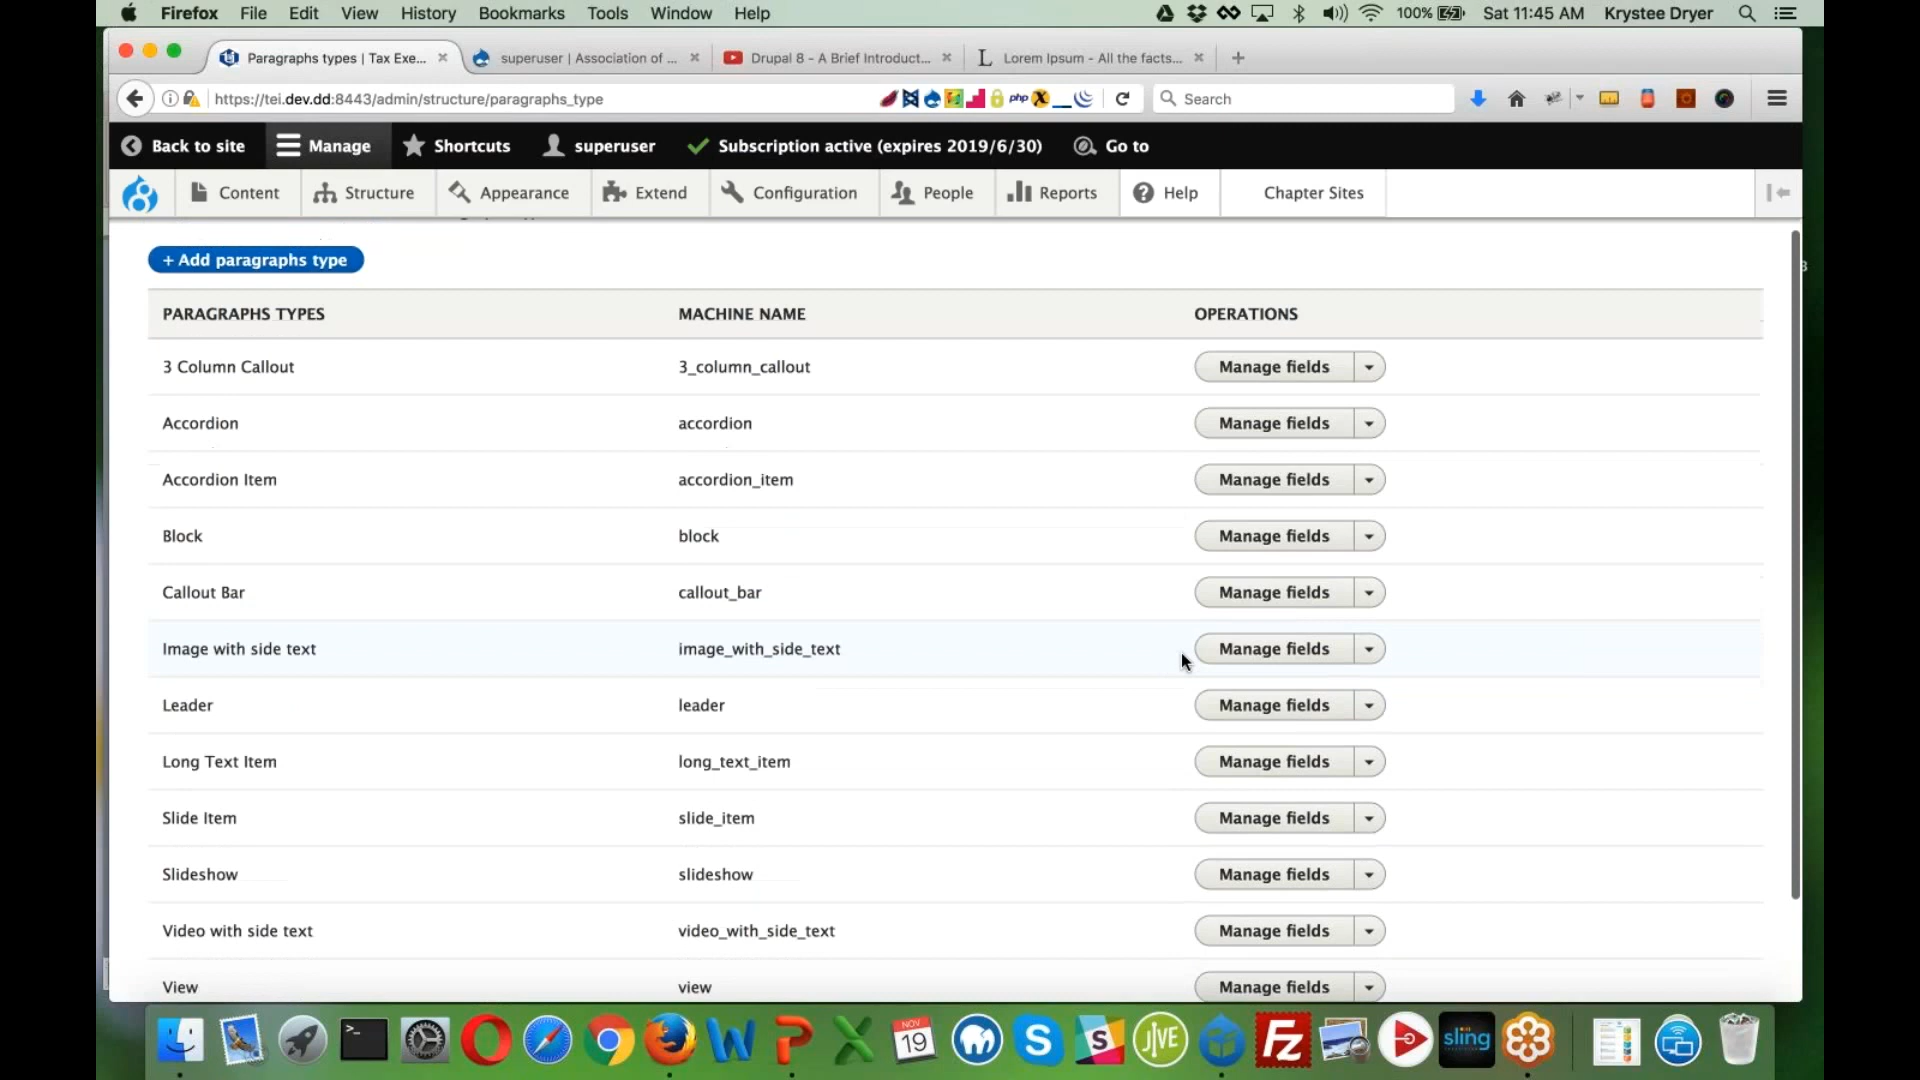 Firefox File Edit View History Bookmarks Tools Window Help 100% Sat 11:45 AM Krystee Dryer
Paragraphs types | Tax Exe... superuser | Association of ... Drupal 8 - A Brief Introduct... L Lorem Ipsum - All the facts...
https://tei.dev.dd:8443/admin/structure/paragraphs_type php Search
Back to site Manage Shortcuts superuser Subscription active (expires 2019/6/30) Go to
Content Structure Appearance Extend Configuration People Reports Help Chapter Sites
+ Add paragraphs type
PARAGRAPHS TYPES MACHINE NAME OPERATIONS
3 Column Callout 3_column_callout Manage fields
Accordion accordion Manage fields
Accordion Item accordion_item Manage fields
Block block Manage fields
Callout Bar callout_bar Manage fields
Image with side text image_with_side_text Manage fields
Leader leader Manage fields
Long Text Item long_text_item Manage fields
Slide Item slide_item Manage fields
Slideshow slideshow Manage fields
Video with side text video_with_side_text Manage fields
View view Manage fields
NOV 19 JIVE FZ sling